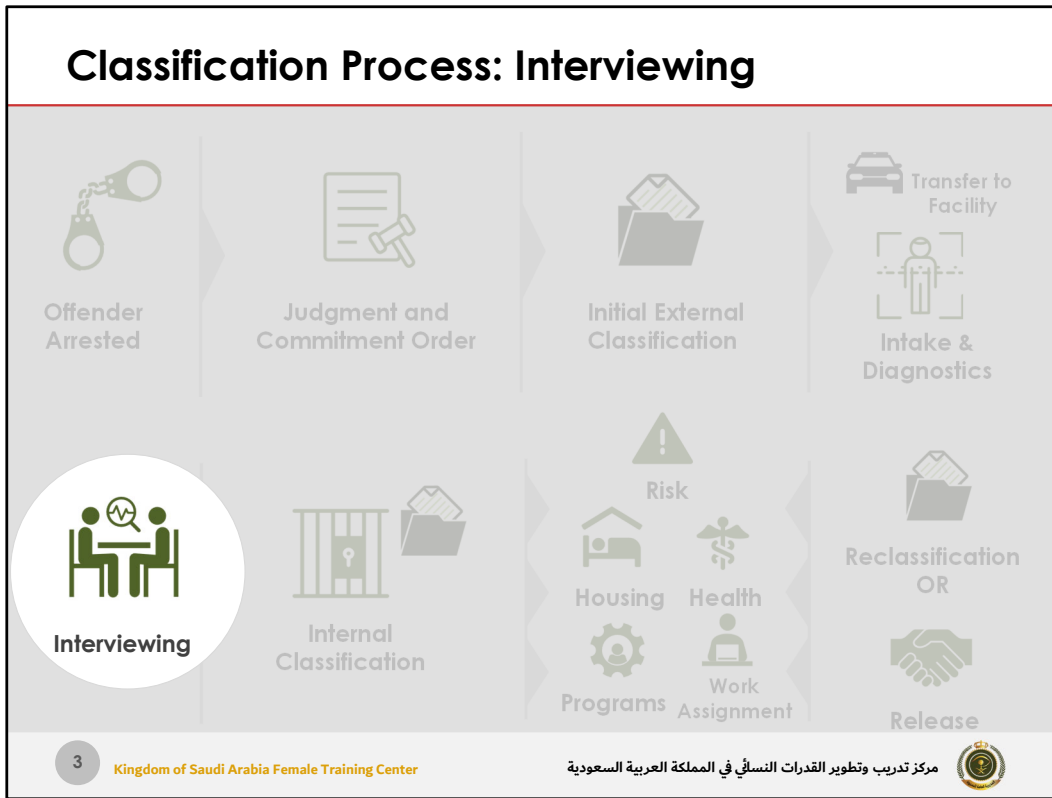 Classification Process: Interviewing
Offender
Arrested
Judgment and
Commitment Order
Initial External
Classification
Transfer to
Facility
Intake &
Diagnostics
Interviewing
Internal
Classification
Risk
Housing
Health
Programs
Work
Assignment
Reclassification
OR
Release
3
Kingdom of Saudi Arabia Female Training Center
مركز تدريب وتطوير القدرات النسائي في المملكة العربية السعودية